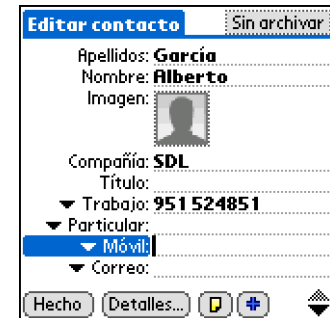 Editar contacto Sin archivar
Apellidos: García
Nombre: Alberto
Imagen:
Compañía: SDL
Título:
Trabajo: 951 524851
Particular:
Móvil:
Correo:
Hecho Detalles...